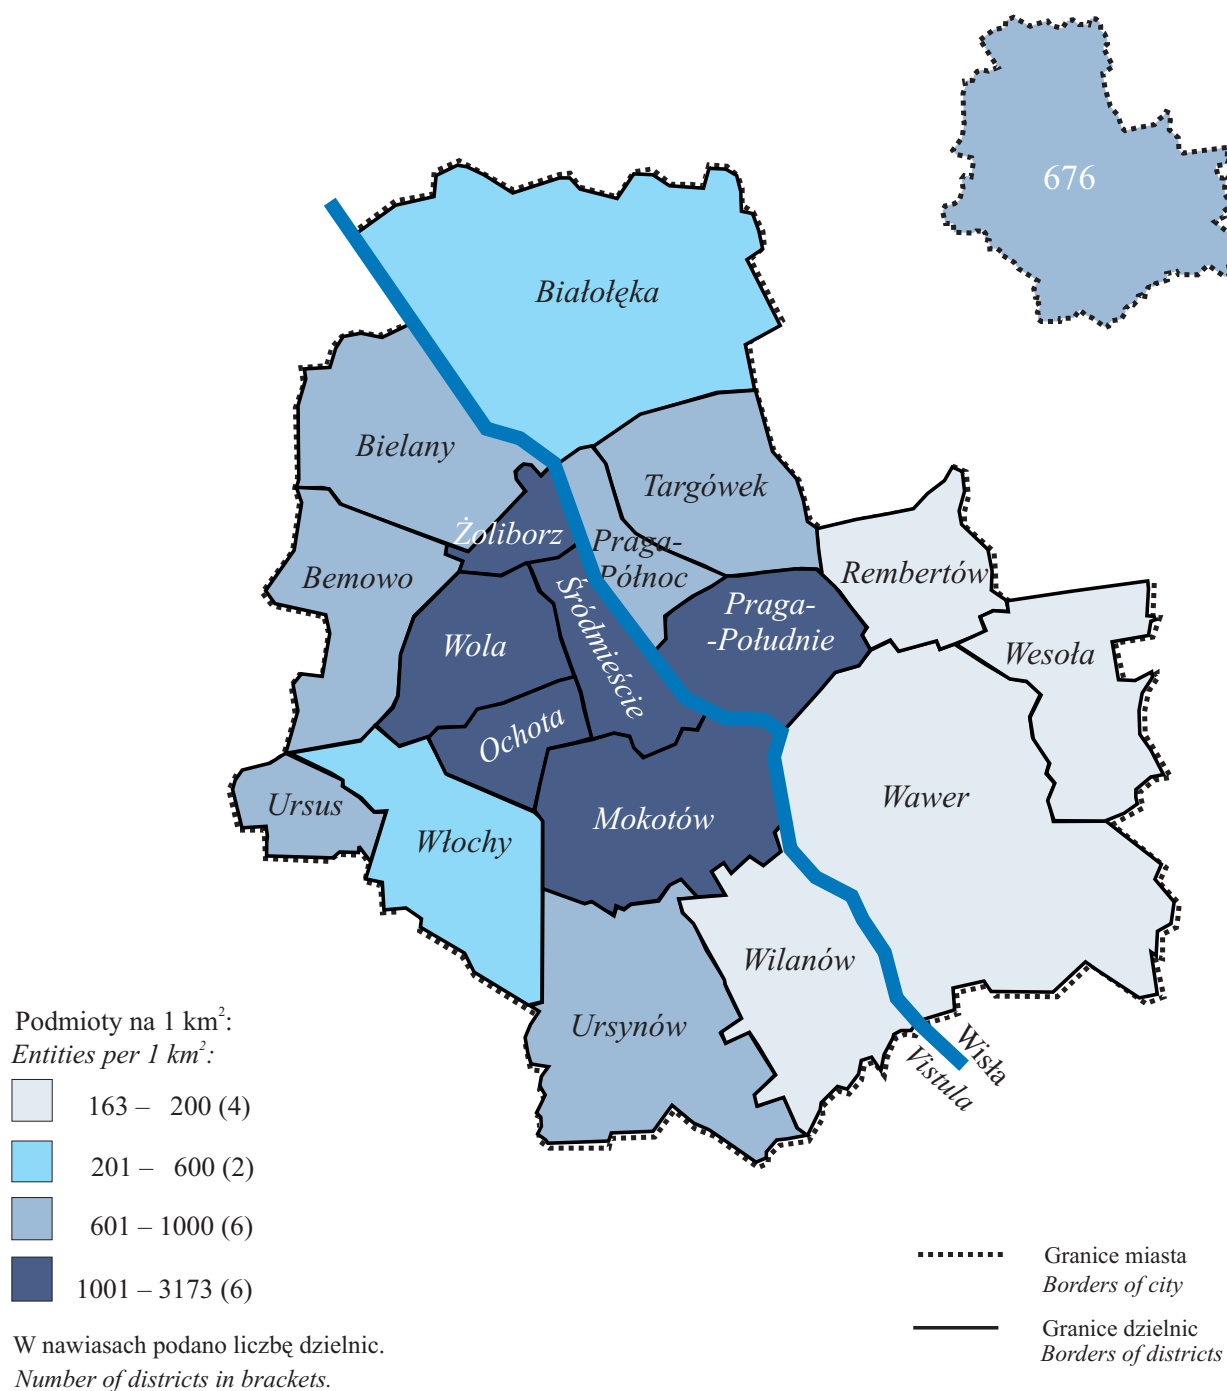 676
Białołęka
Bielany
Targówek
Żoliborz
Praga-
-Północ
Bemowo
Rembertów
Śródmieście
Praga-
-Południe
Wola
Wesoła
Ochota
Ursus
Włochy
Mokotów
Wawer
Wilanów
Ursynów
Wisła
Vistula
Podmioty na 1 km²:
Entities per 1 km²:
163 – 200 (4)
201 – 600 (2)
601 – 1000 (6)
1001 – 3173 (6)
W nawiasach podano liczbę dzielnic.
Number of districts in brackets.
Granice miasta
Borders of city
Granice dzielnic
Borders of districts